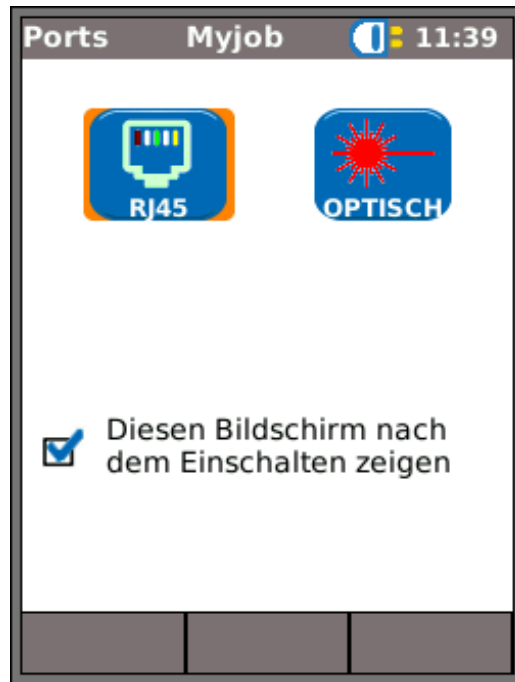 Ports Myjob 11:39
RJ45 OPTISCH
Diesen Bildschirm nach
dem Einschalten zeigen